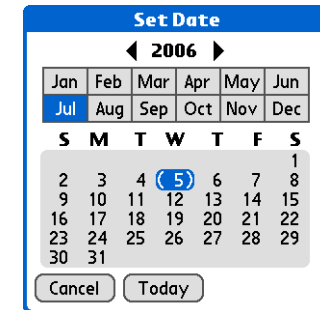 Set Date
2006
Jan Feb Mar Apr May Jun
Jul Aug Sep Oct Nov Dec
S M T W T F S
1
2 3 4 (5) 6 7 8
9 10 11 12 13 14 15
16 17 18 19 20 21 22
23 24 25 26 27 28 29
30 31
Cancel Today